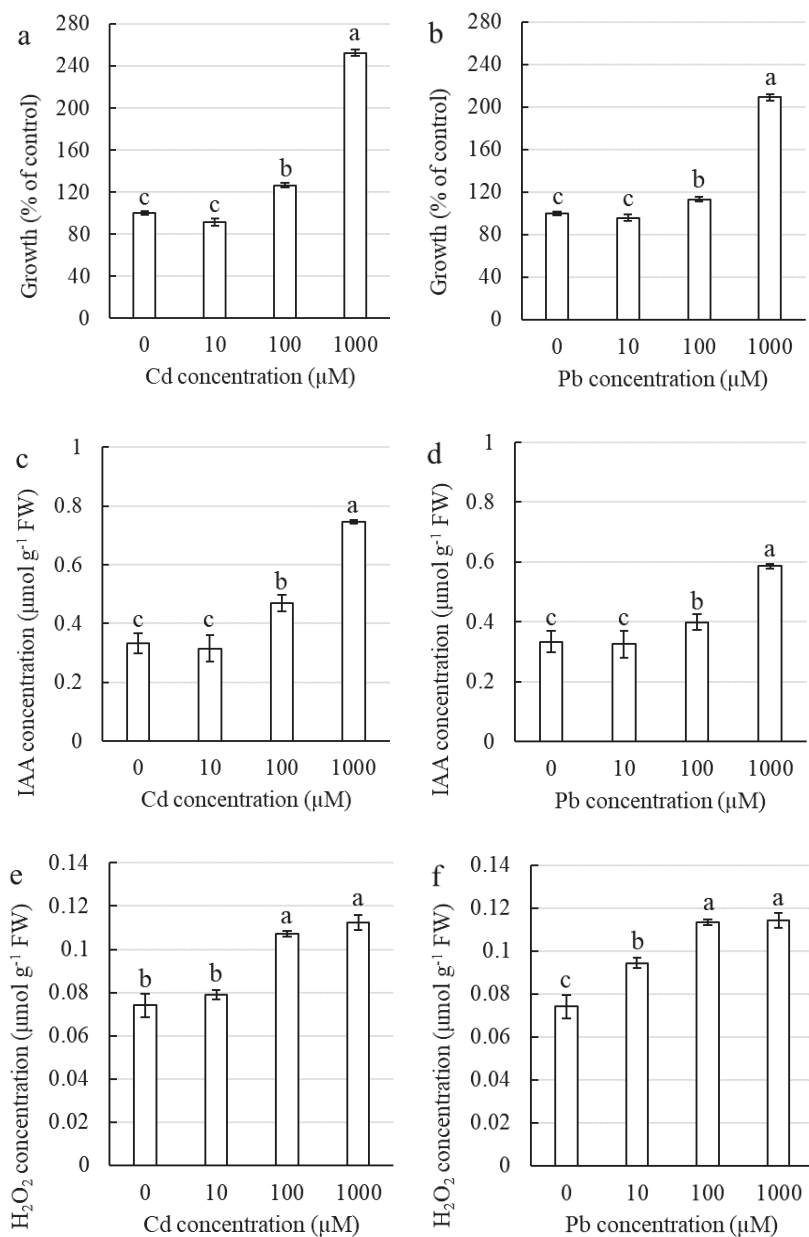 a
Growth (% of control)
280
240
200
160
120
80
40
0
c
c
b
a
0 10 100 1000
Cd concentration (μM)
b
Growth (% of control)
280
240
200
160
120
80
40
0
c
c
b
a
0 10 100 1000
Pb concentration (μM)
c
IAA concentration (μmol g⁻¹ FW)
1
0.8
0.6
0.4
0.2
0
c
c
b
a
0 10 100 1000
Cd concentration (μM)
d
IAA concentration (μmol g⁻¹ FW)
1
0.8
0.6
0.4
0.2
0
c
c
b
a
0 10 100 1000
Pb concentration (μM)
e
H₂O₂ concentration (μmol g⁻¹ FW)
0.14
0.12
0.1
0.08
0.06
0.04
0.02
0
b
b
a
a
0 10 100 1000
Cd concentration (μM)
f
H₂O₂ concentration (μmol g⁻¹ FW)
0.14
0.12
0.1
0.08
0.06
0.04
0.02
0
c
b
a
a
0 10 100 1000
Pb concentration (μM)